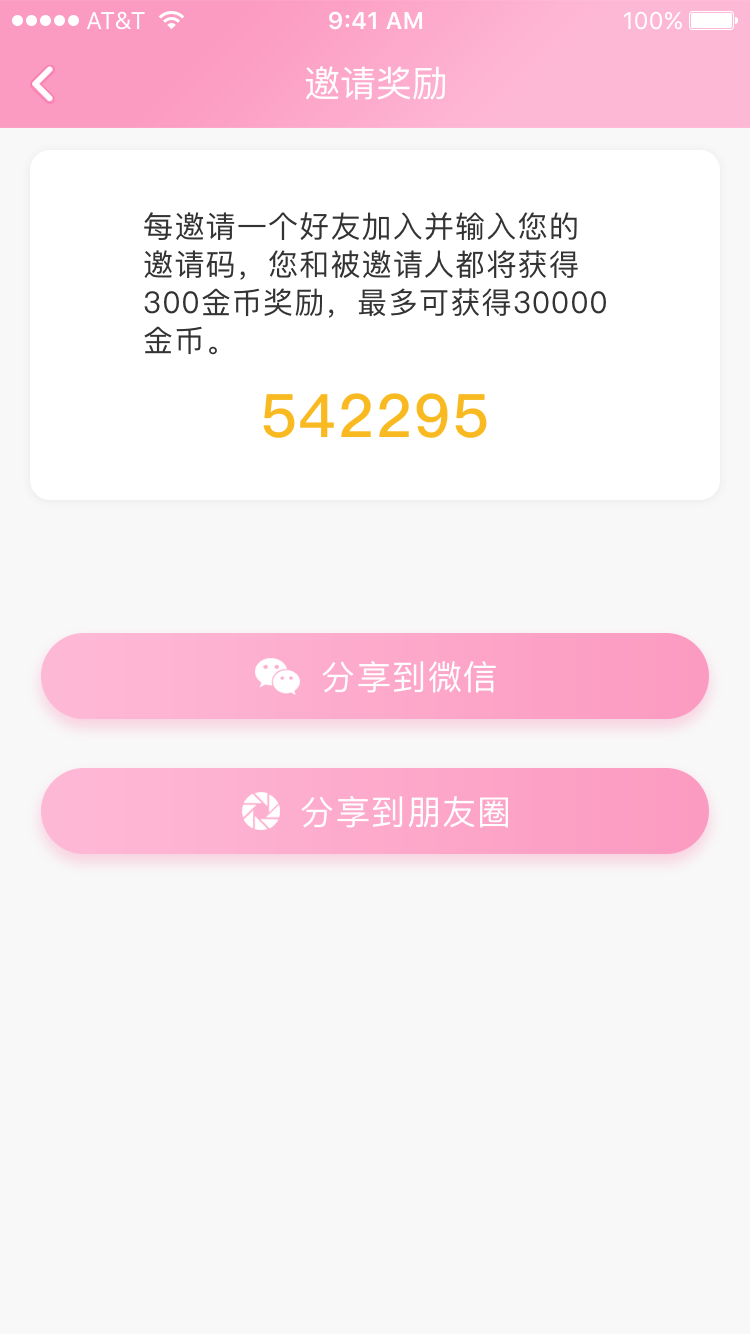 AT&T 9:41 AM 100%
邀请奖励
每邀请一个好友加入并输入您的
邀请码，您和被邀请人都将获得
300金币奖励，最多可获得30000
金币。
542295
分享到微信
分享到朋友圈